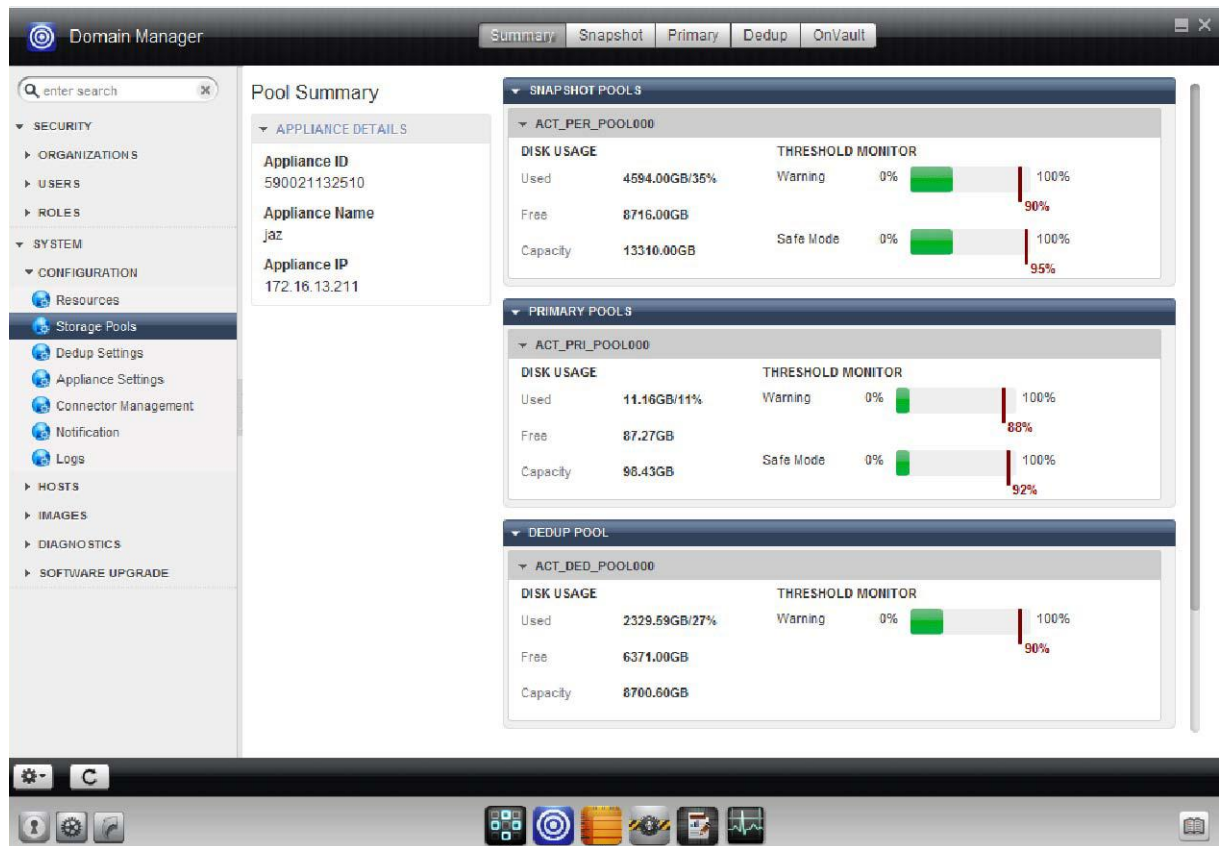 Domain Manager
Summary Snapshot Primary Dedup OnVault
enter search
SECURITY
ORGANIZATIONS
USERS
ROLES
SYSTEM
CONFIGURATION
Resources
Storage Pools
Dedup Settings
Appliance Settings
Connector Management
Notification
Logs
HOSTS
IMAGES
DIAGNOSTICS
SOFTWARE UPGRADE
Pool Summary
APPLIANCE DETAILS
Appliance ID
590021132510
Appliance Name
jaz
Appliance IP
172.16.13.211
SNAPSHOT POOLS
ACT_PER_POOL000
DISK USAGE THRESHOLD MONITOR
Used 4594.00GB/35% Warning 0% 100%
90%
Free 8716.00GB
Safe Mode 0% 100%
Capacity 13310.00GB
95%
PRIMARY POOLS
ACT_PRI_POOL000
DISK USAGE THRESHOLD MONITOR
Used 11.16GB/11% Warning 0% 100%
88%
Free 87.27GB
Safe Mode 0% 100%
Capacity 98.43GB
92%
DEDUP POOL
ACT_DED_POOL000
DISK USAGE THRESHOLD MONITOR
Used 2329.59GB/27% Warning 0% 100%
90%
Free 6371.00GB
Capacity 8700.60GB